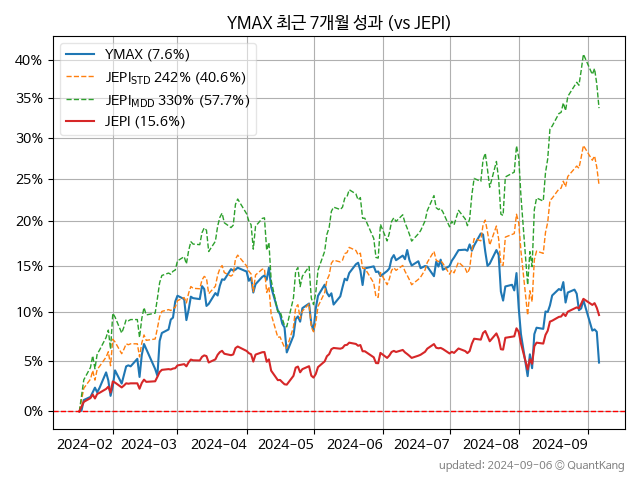 YMAX 최근 7개월 성과 (vs JEPI)
YMAX (7.6%)
JEPISTD 242% (40.6%)
JEPIMDD 330% (57.7%)
JEPI (15.6%)
40%
35%
30%
25%
20%
15%
10%
5%
0%
2024-02 2024-03 2024-04 2024-05 2024-06 2024-07 2024-08 2024-09
updated: 2024-09-06 © QuantKang